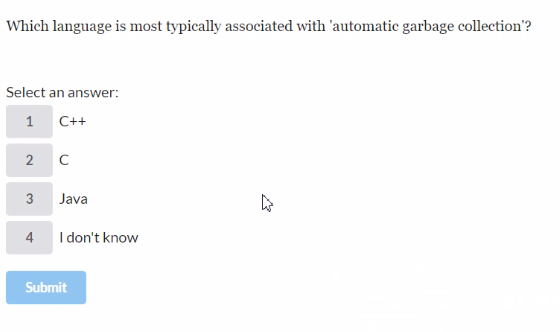 Which language is most typically associated with 'automatic garbage collection'?
Select an answer:
1 C++
2 C
3 Java
4 I don't know
Submit